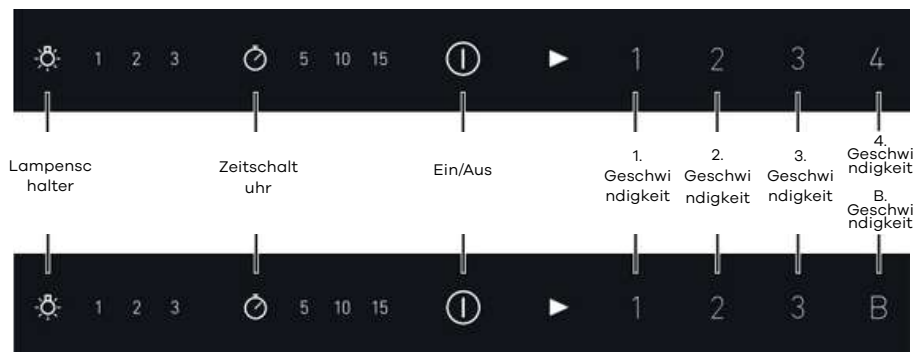 1 2 3 5 10 15 1 2 3 4
Lampensc
halter
Zeitschalt
uhr
Ein/Aus
1.
Geschwi
ndigkeit
2.
Geschwi
ndigkeit
3.
Geschwi
ndigkeit
4.
Geschwi
ndigkeit
B.
Geschwi
ndigkeit
1 2 3 5 10 15 1 2 3 B